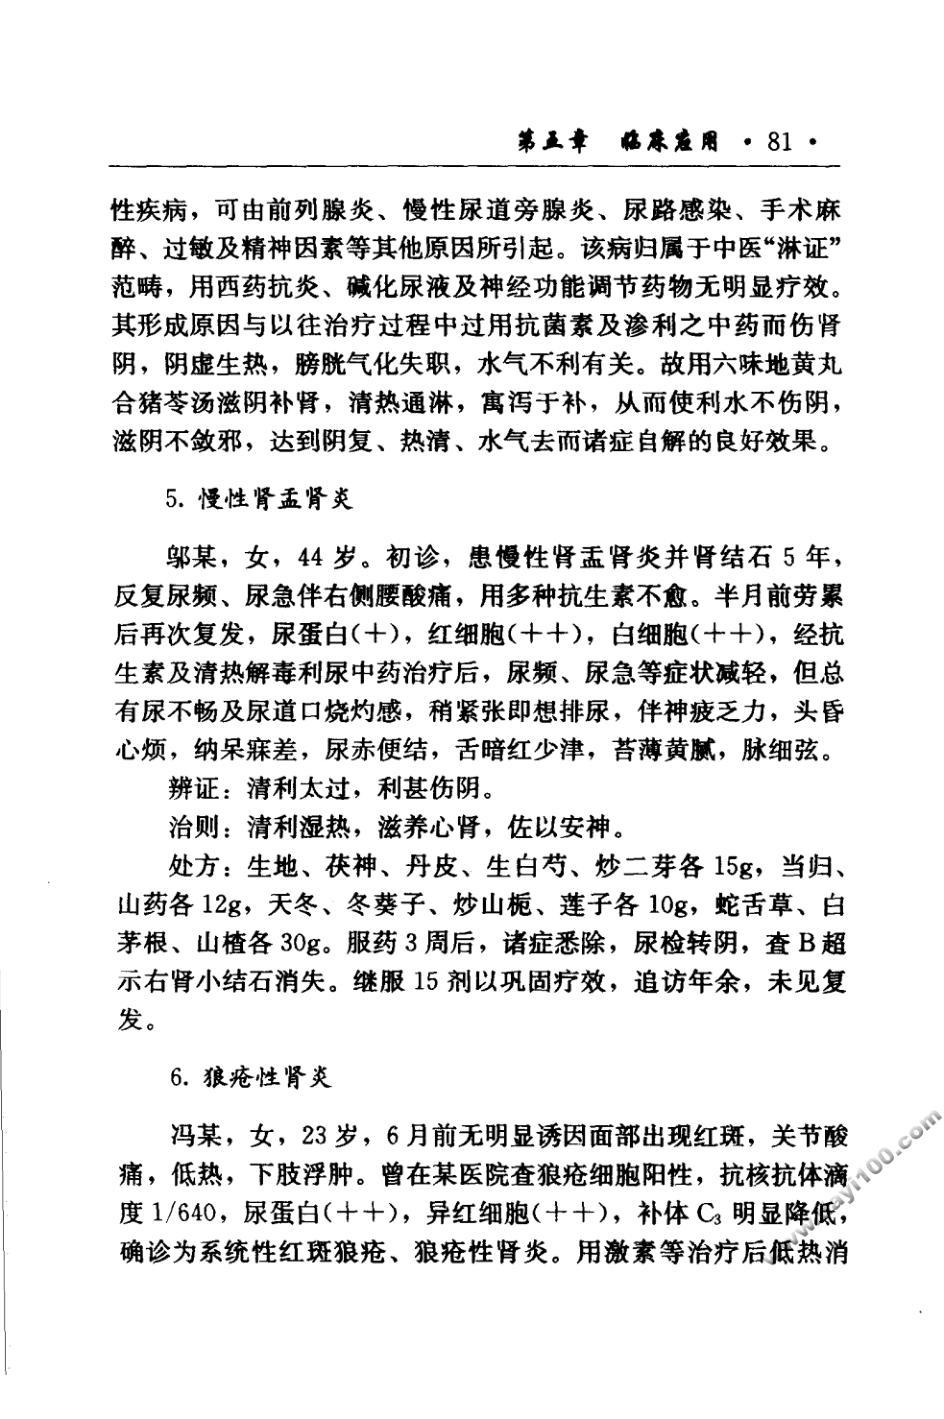 第五章　临床应用 · 81 ·
性疾病，可由前列腺炎、慢性尿道旁腺炎、尿路感染、手术麻
醉、过敏及精神因素等其他原因所引起。该病归属于中医“淋证”
范畴，用西药抗炎、碱化尿液及神经功能调节药物无明显疗效。
其形成原因与以往治疗过程中过用抗菌素及渗利之中药而伤肾
阴，阴虚生热，膀胱气化失职，水气不利有关。故用六味地黄丸
合猪苓汤滋阴补肾，清热通淋，寓泻于补，从而使利水不伤阴，
滋阴不敛邪，达到阴复、热清、水气去而诸症自解的良好效果。
5. 慢性肾盂肾炎
邬某，女，44 岁。初诊，患慢性肾盂肾炎并肾结石 5 年，
反复尿频、尿急伴右侧腰酸痛，用多种抗生素不愈。半月前劳累
后再次复发，尿蛋白(＋)，红细胞(＋＋)，白细胞(＋＋)，经抗
生素及清热解毒利尿中药治疗后，尿频、尿急等症状减轻，但总
有尿不畅及尿道口烧灼感，稍紧张即想排尿，伴神疲乏力，头昏
心烦，纳呆寐差，尿赤便结，舌暗红少津，苔薄黄腻，脉细弦。
辨证：清利太过，利甚伤阴。
治则：清利湿热，滋养心肾，佐以安神。
处方：生地、茯神、丹皮、生白芍、炒二芽各 15g，当归、
山药各 12g，天冬、冬葵子、炒山栀、莲子各 10g，蛇舌草、白
茅根、山楂各 30g。服药 3 周后，诸症悉除，尿检转阴，查 B 超
示右肾小结石消失。继服 15 剂以巩固疗效，追访年余，未见复
发。
6. 狼疮性肾炎
冯某，女，23 岁，6 月前无明显诱因面部出现红斑，关节酸
痛，低热，下肢浮肿。曾在某医院查狼疮细胞阳性，抗核抗体滴
度 1/640，尿蛋白(＋＋)，异红细胞(＋＋)，补体 C₃ 明显降低，
确诊为系统性红斑狼疮、狼疮性肾炎。用激素等治疗后低热消